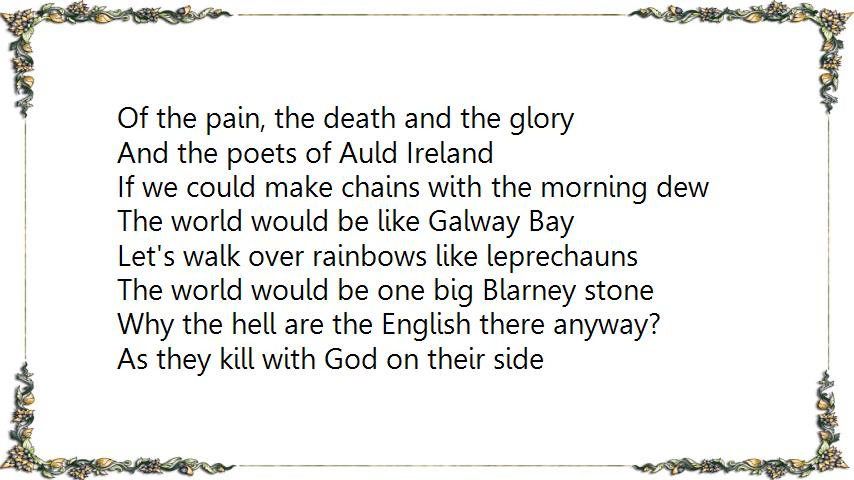 Of the pain, the death and the glory
And the poets of Auld Ireland
If we could make chains with the morning dew
The world would be like Galway Bay
Let's walk over rainbows like leprechauns
The world would be one big Blarney stone
Why the hell are the English there anyway?
As they kill with God on their side